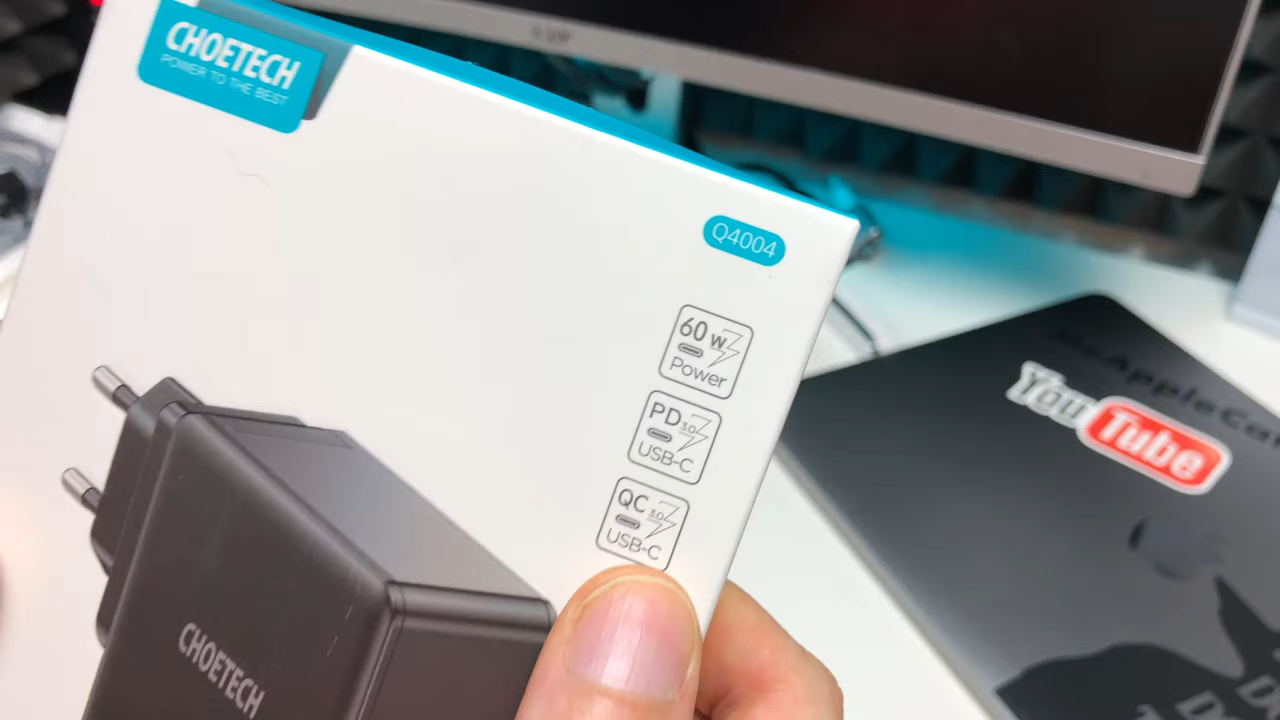 CHOETECH
POWER TO THE BEST
Q4004
60 W
Power
PD 3.0
USB-C
QC 3.0
USB-C
CHOETECH
YouTube